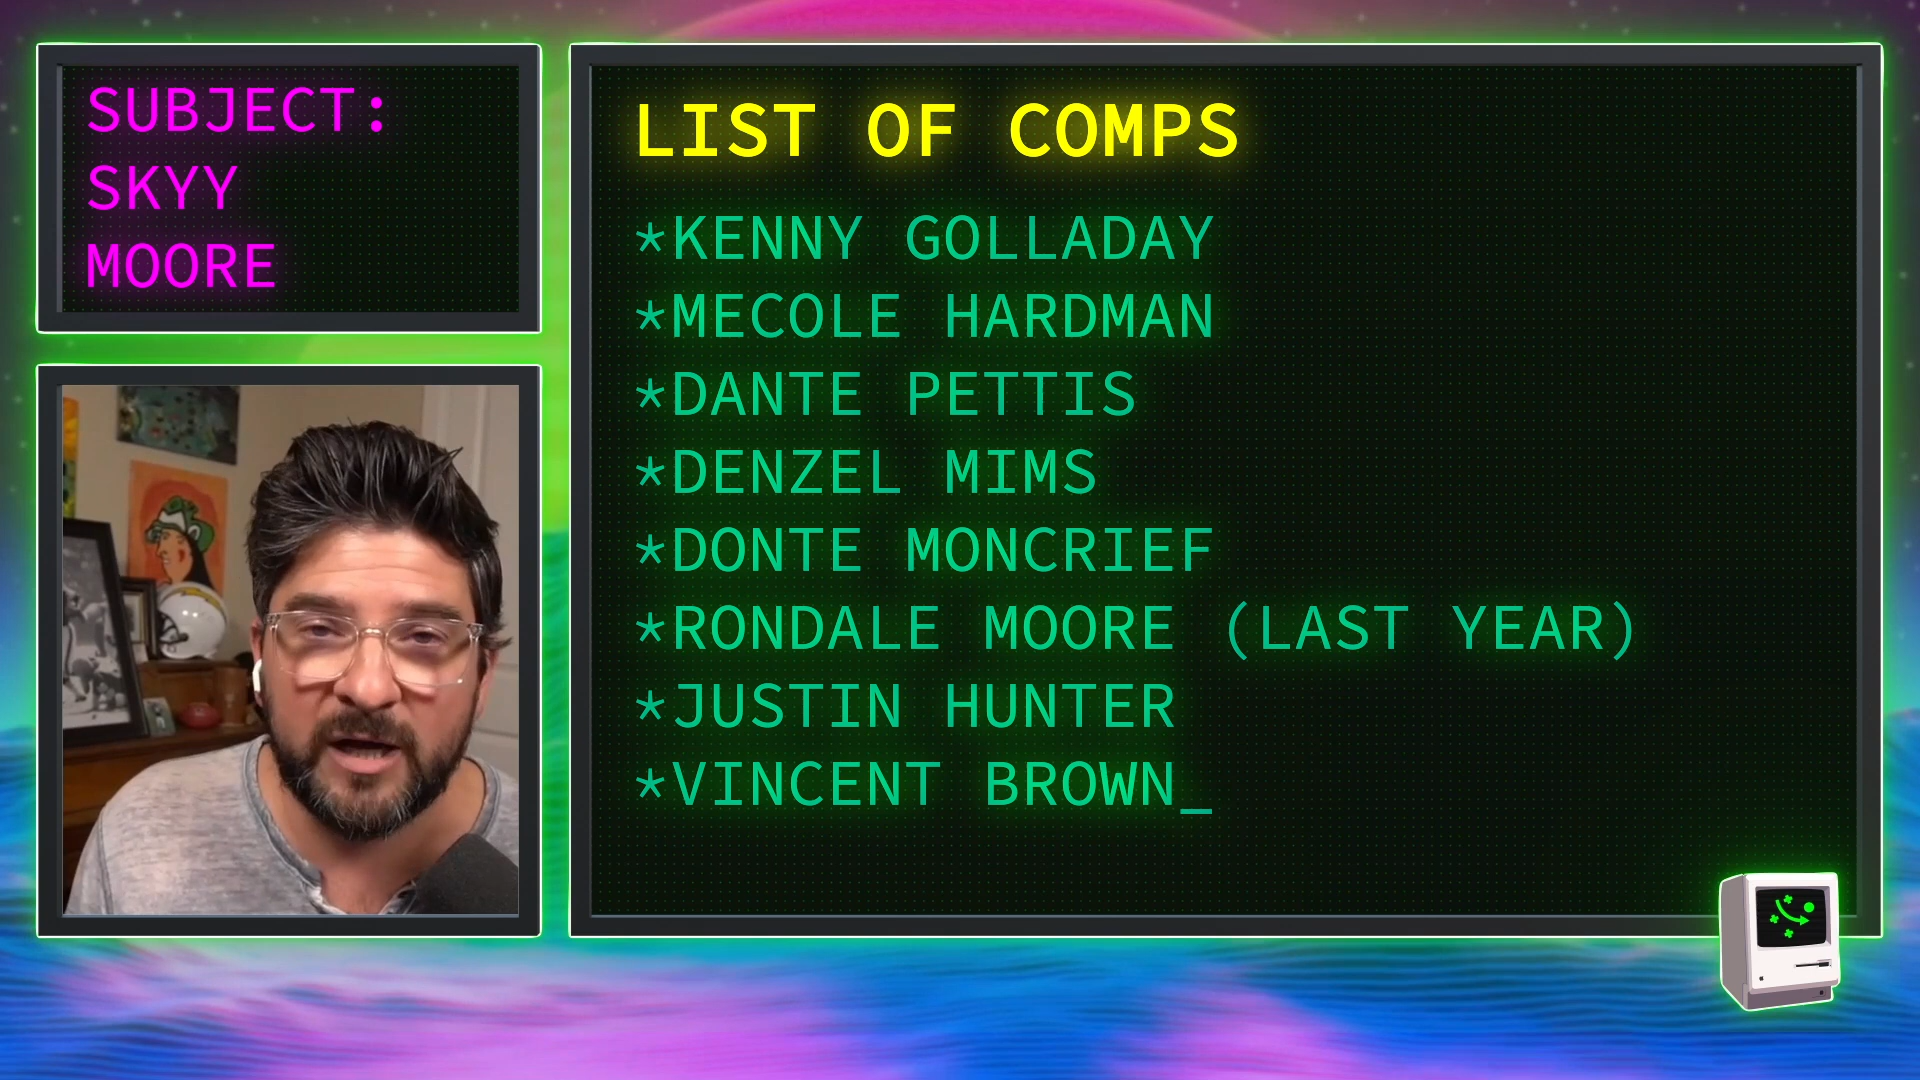 SUBJECT:
SKYY
MOORE
LIST OF COMPS
*KENNY GOLLADAY
*MECOLE HARDMAN
*DANTE PETTIS
*DENZEL MIMS
*DONTE MONCRIEF
*RONDALE MOORE (LAST YEAR)
*JUSTIN HUNTER
*VINCENT BROWN_